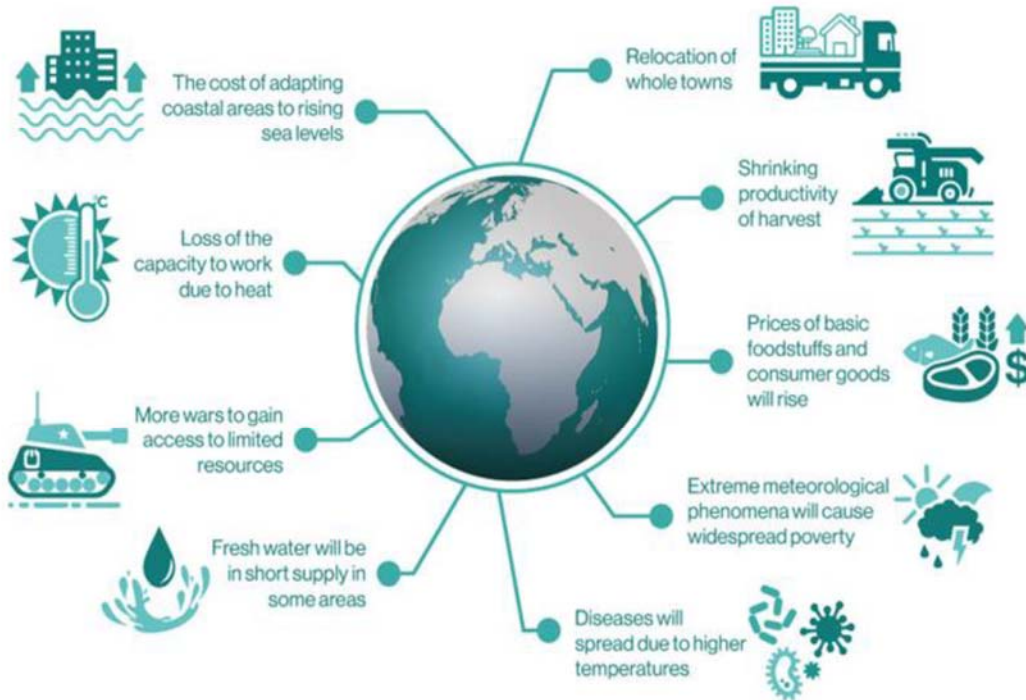 The cost of adapting
coastal areas to rising
sea levels
Relocation of
whole towns
Shrinking
productivity
of harvest
°C
Loss of the
capacity to work
due to heat
Prices of basic
foodstuffs and
consumer goods
will rise
$
More wars to gain
access to limited
resources
Extreme meteorological
phenomena will cause
widespread poverty
Fresh water will be
in short supply in
some areas
Diseases will
spread due to higher
temperatures